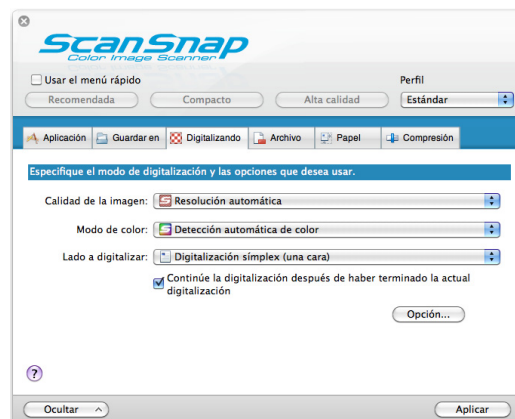 ScanSnap
Color Image Scanner
Usar el menú rápido
Perfil
Recomendada Compacto Alta calidad Estándar
Aplicación Guardar en Digitalizando Archivo Papel Compresión
Especifique el modo de digitalización y las opciones que desea usar.
Calidad de la imagen: Resolución automática
Modo de color: Detección automática de color
Lado a digitalizar: Digitalización símplex (una cara)
Continúe la digitalización después de haber terminado la actual
digitalización
Opción...
?
Ocultar Aplicar